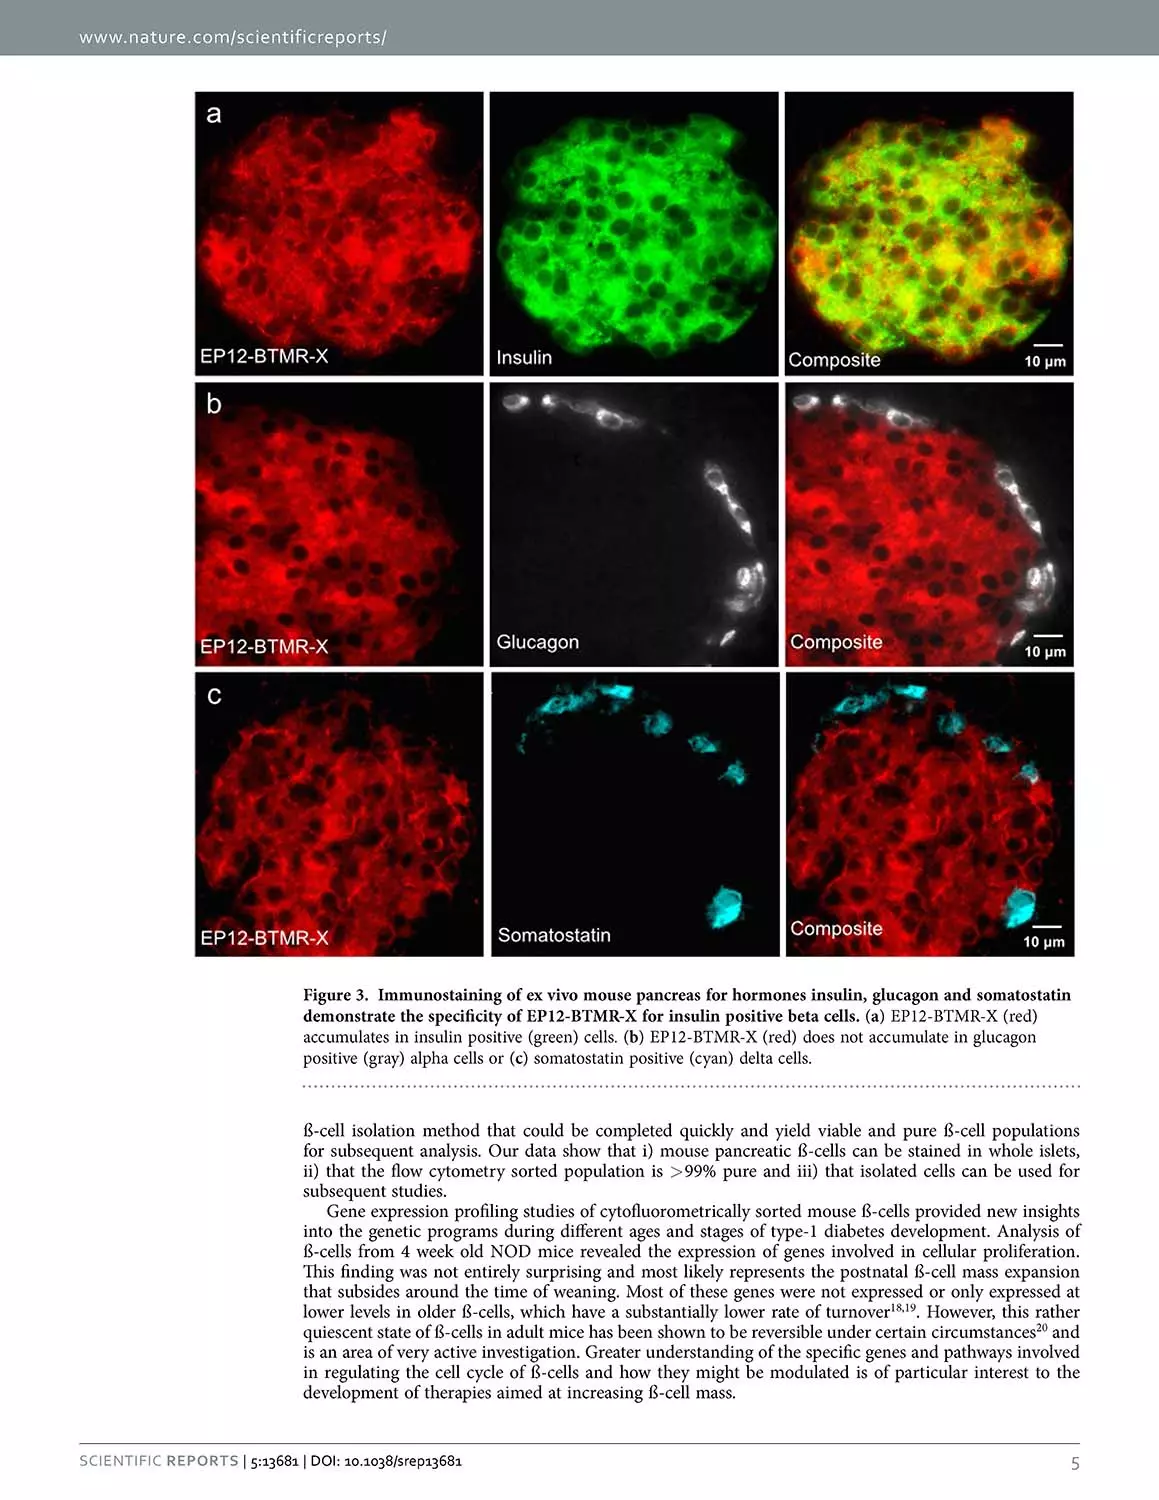 www.nature.com/scientificreports/
a
EP12-BTMR-X
Insulin
Composite
10 µm
b
EP12-BTMR-X
Glucagon
Composite
10 µm
c
EP12-BTMR-X
Somatostatin
Composite
10 µm
Figure 3. Immunostaining of ex vivo mouse pancreas for hormones insulin, glucagon and somatostatin
demonstrate the specificity of EP12-BTMR-X for insulin positive beta cells. (a) EP12-BTMR-X (red)
accumulates in insulin positive (green) cells. (b) EP12-BTMR-X (red) does not accumulate in glucagon
positive (gray) alpha cells or (c) somatostatin positive (cyan) delta cells.
ß-cell isolation method that could be completed quickly and yield viable and pure ß-cell populations
for subsequent analysis. Our data show that i) mouse pancreatic ß-cells can be stained in whole islets,
ii) that the flow cytometry sorted population is >99% pure and iii) that isolated cells can be used for
subsequent studies.
Gene expression profiling studies of cytofluorometrically sorted mouse ß-cells provided new insights
into the genetic programs during different ages and stages of type-1 diabetes development. Analysis of
ß-cells from 4 week old NOD mice revealed the expression of genes involved in cellular proliferation.
This finding was not entirely surprising and most likely represents the postnatal ß-cell mass expansion
that subsides around the time of weaning. Most of these genes were not expressed or only expressed at
lower levels in older ß-cells, which have a substantially lower rate of turnover18,19. However, this rather
quiescent state of ß-cells in adult mice has been shown to be reversible under certain circumstances20 and
is an area of very active investigation. Greater understanding of the specific genes and pathways involved
in regulating the cell cycle of ß-cells and how they might be modulated is of particular interest to the
development of therapies aimed at increasing ß-cell mass.
SCIENTIFIC REPORTS | 5:13681 | DOI: 10.1038/srep13681
5